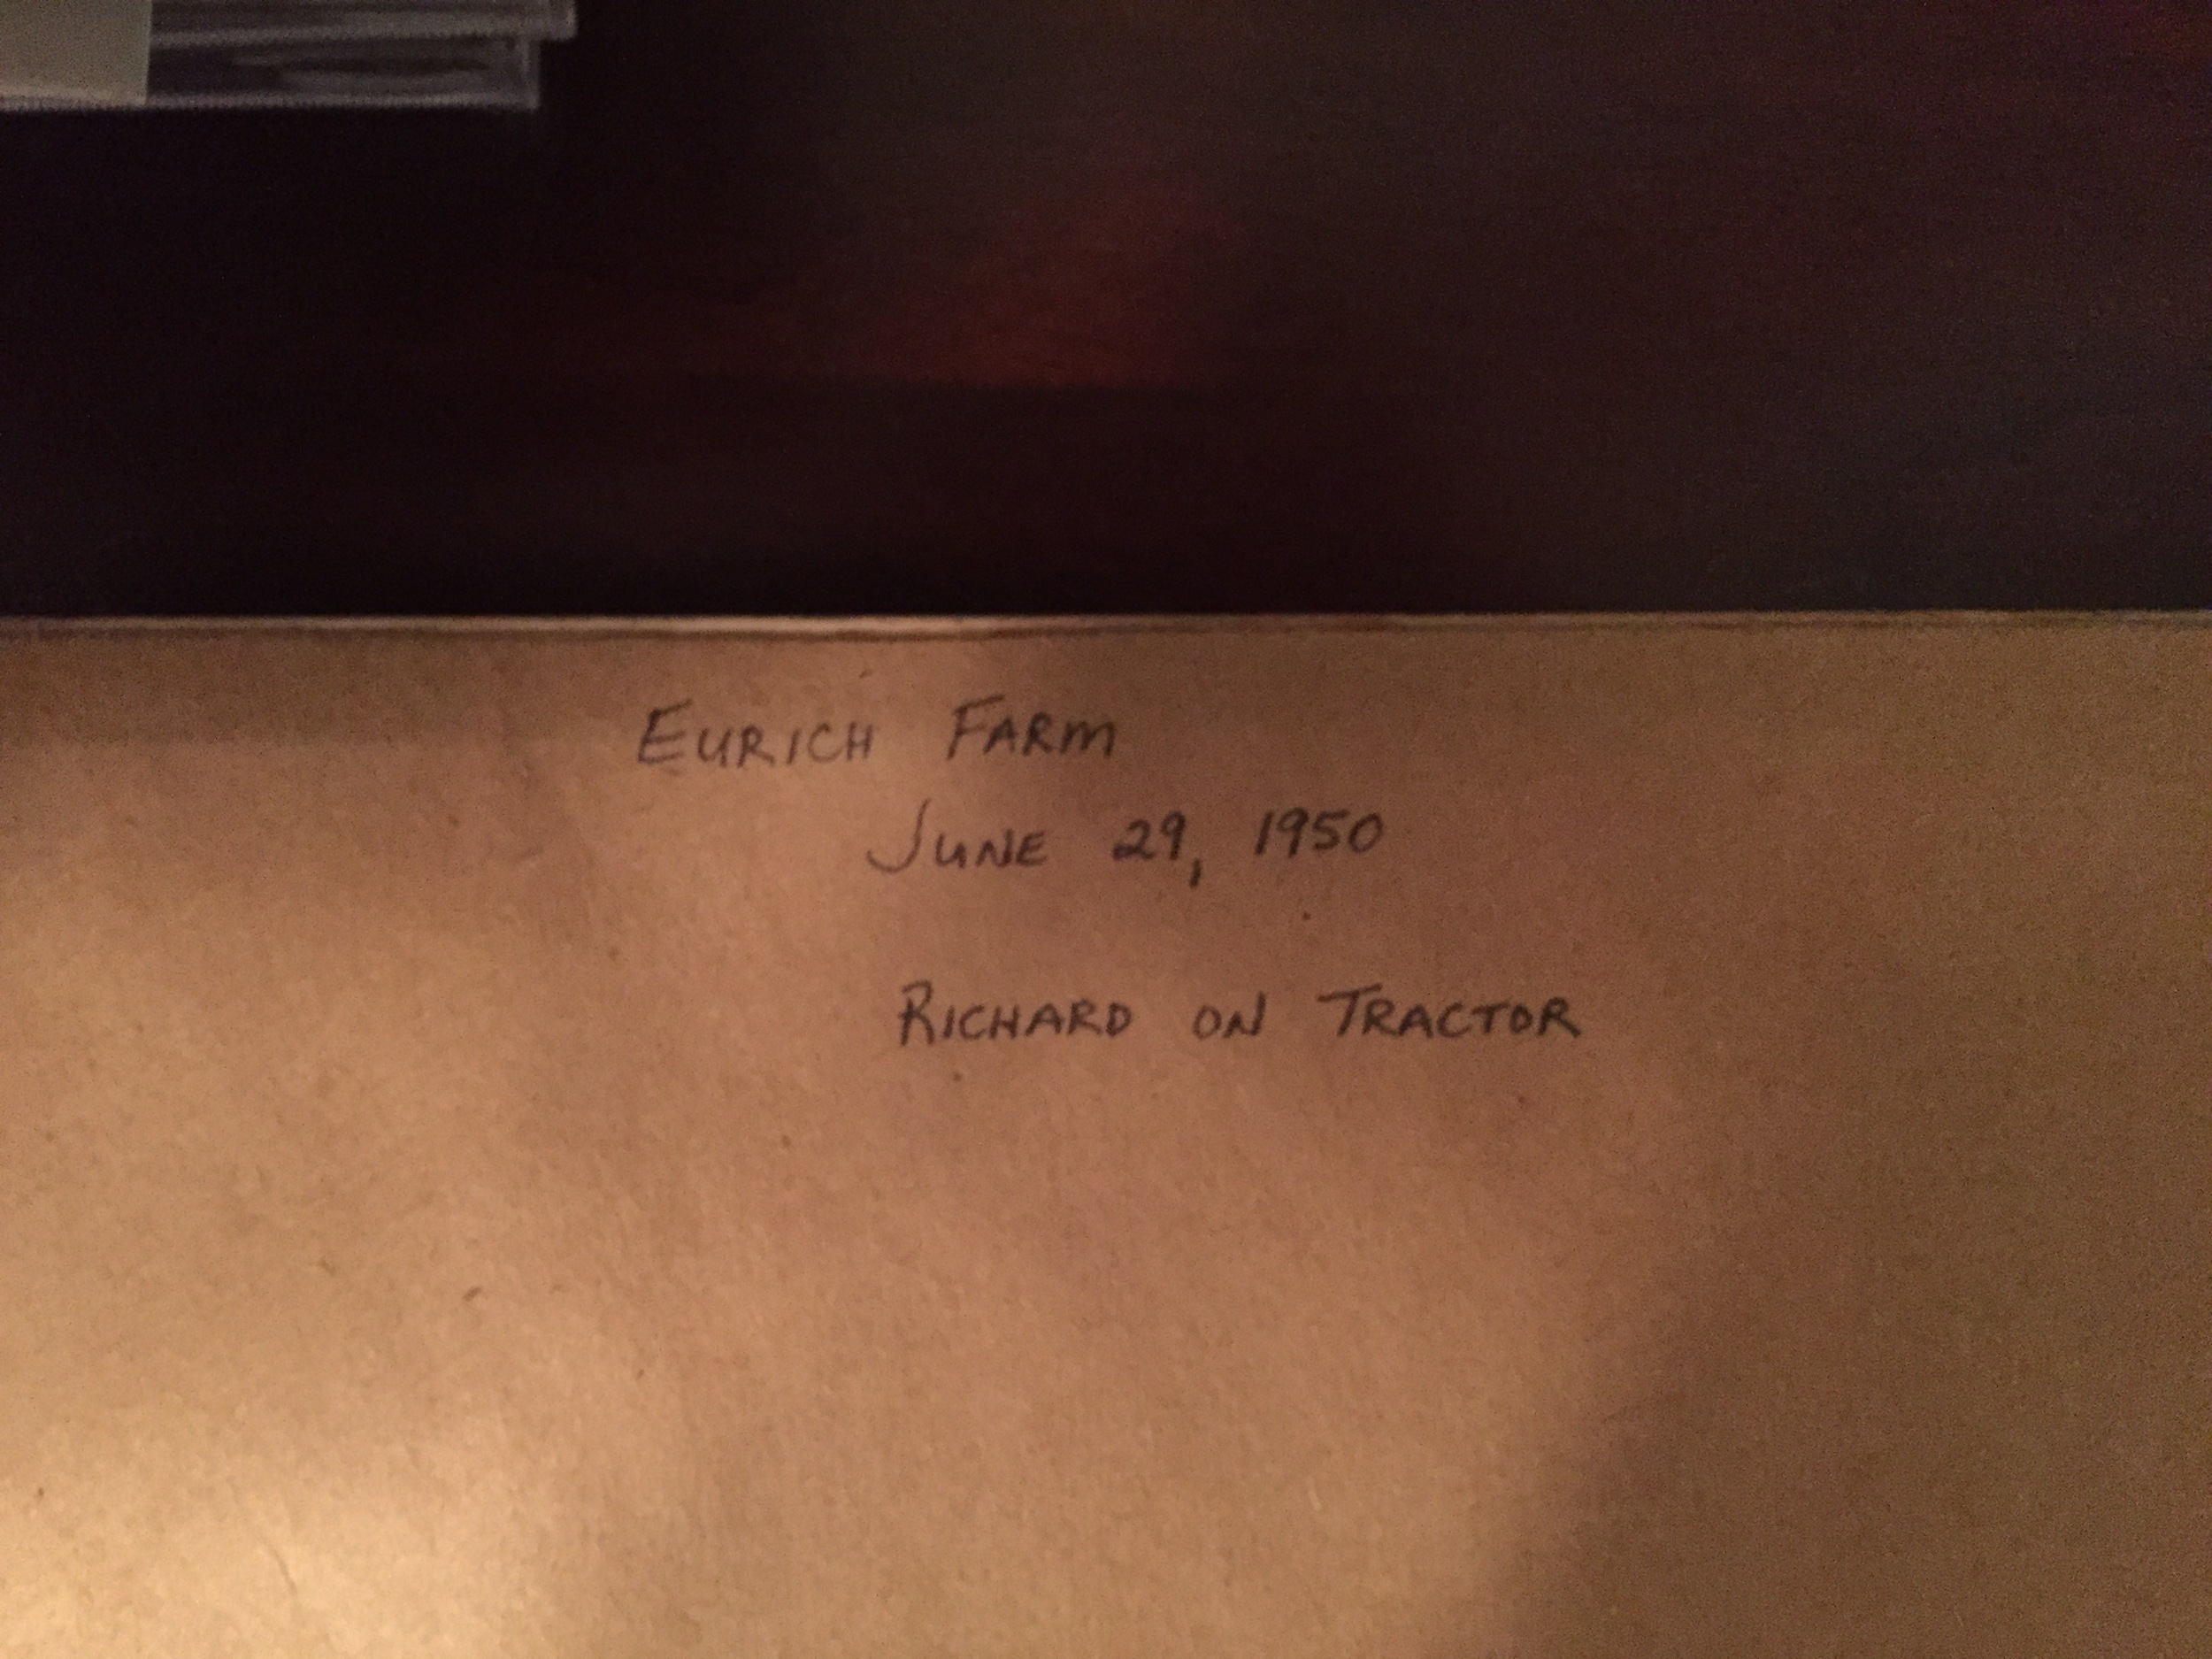 EURICH FARM
JUNE 29, 1950
RICHARD ON TRACTOR